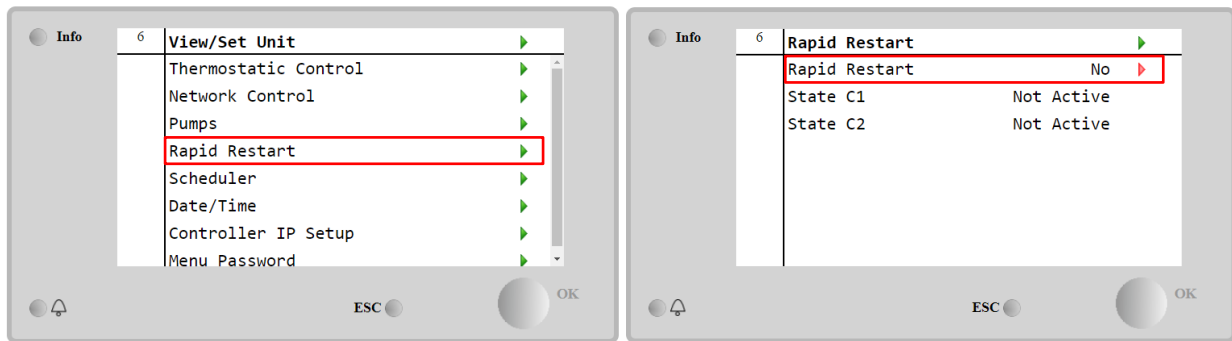 Info
6 View/Set Unit
Thermostatic Control
Network Control
Pumps
Rapid Restart
Scheduler
Date/Time
Controller IP Setup
Menu Password
ESC
OK
Info
6 Rapid Restart
Rapid Restart No
State C1 Not Active
State C2 Not Active
ESC
OK